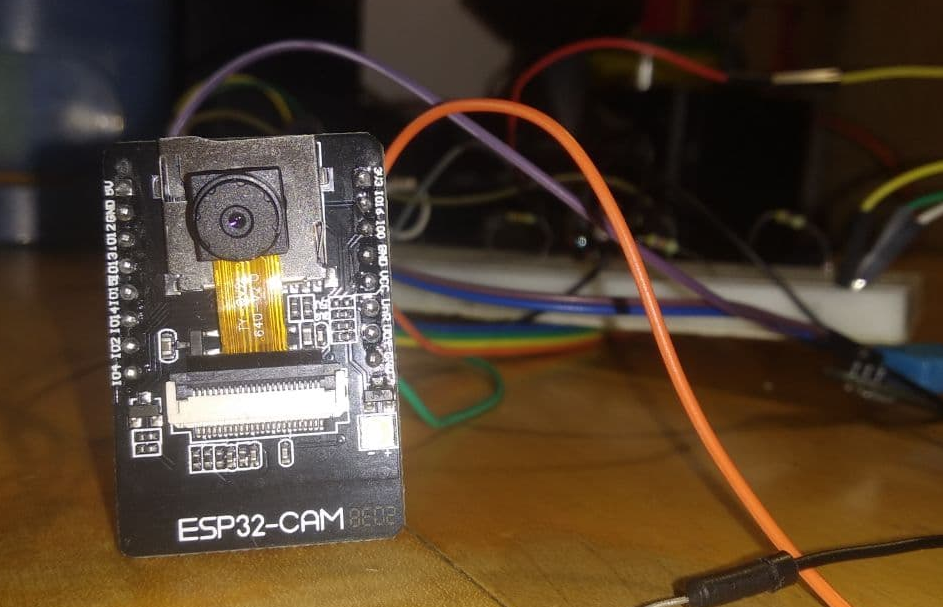 5V
GND
IO12
IO13
IO15
IO14
IO2
IO4
3V3
IO16
IO0
GND
VCC
ESP32-CAM